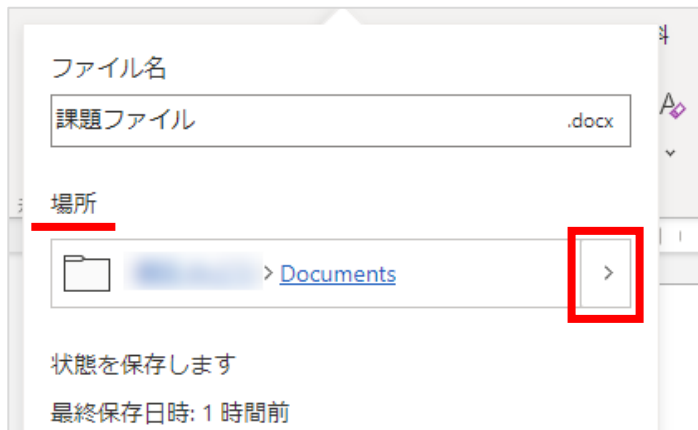 ファイル名
課題ファイル .docx
場所
> Documents >
状態を保存します
最終保存日時: 1 時間前